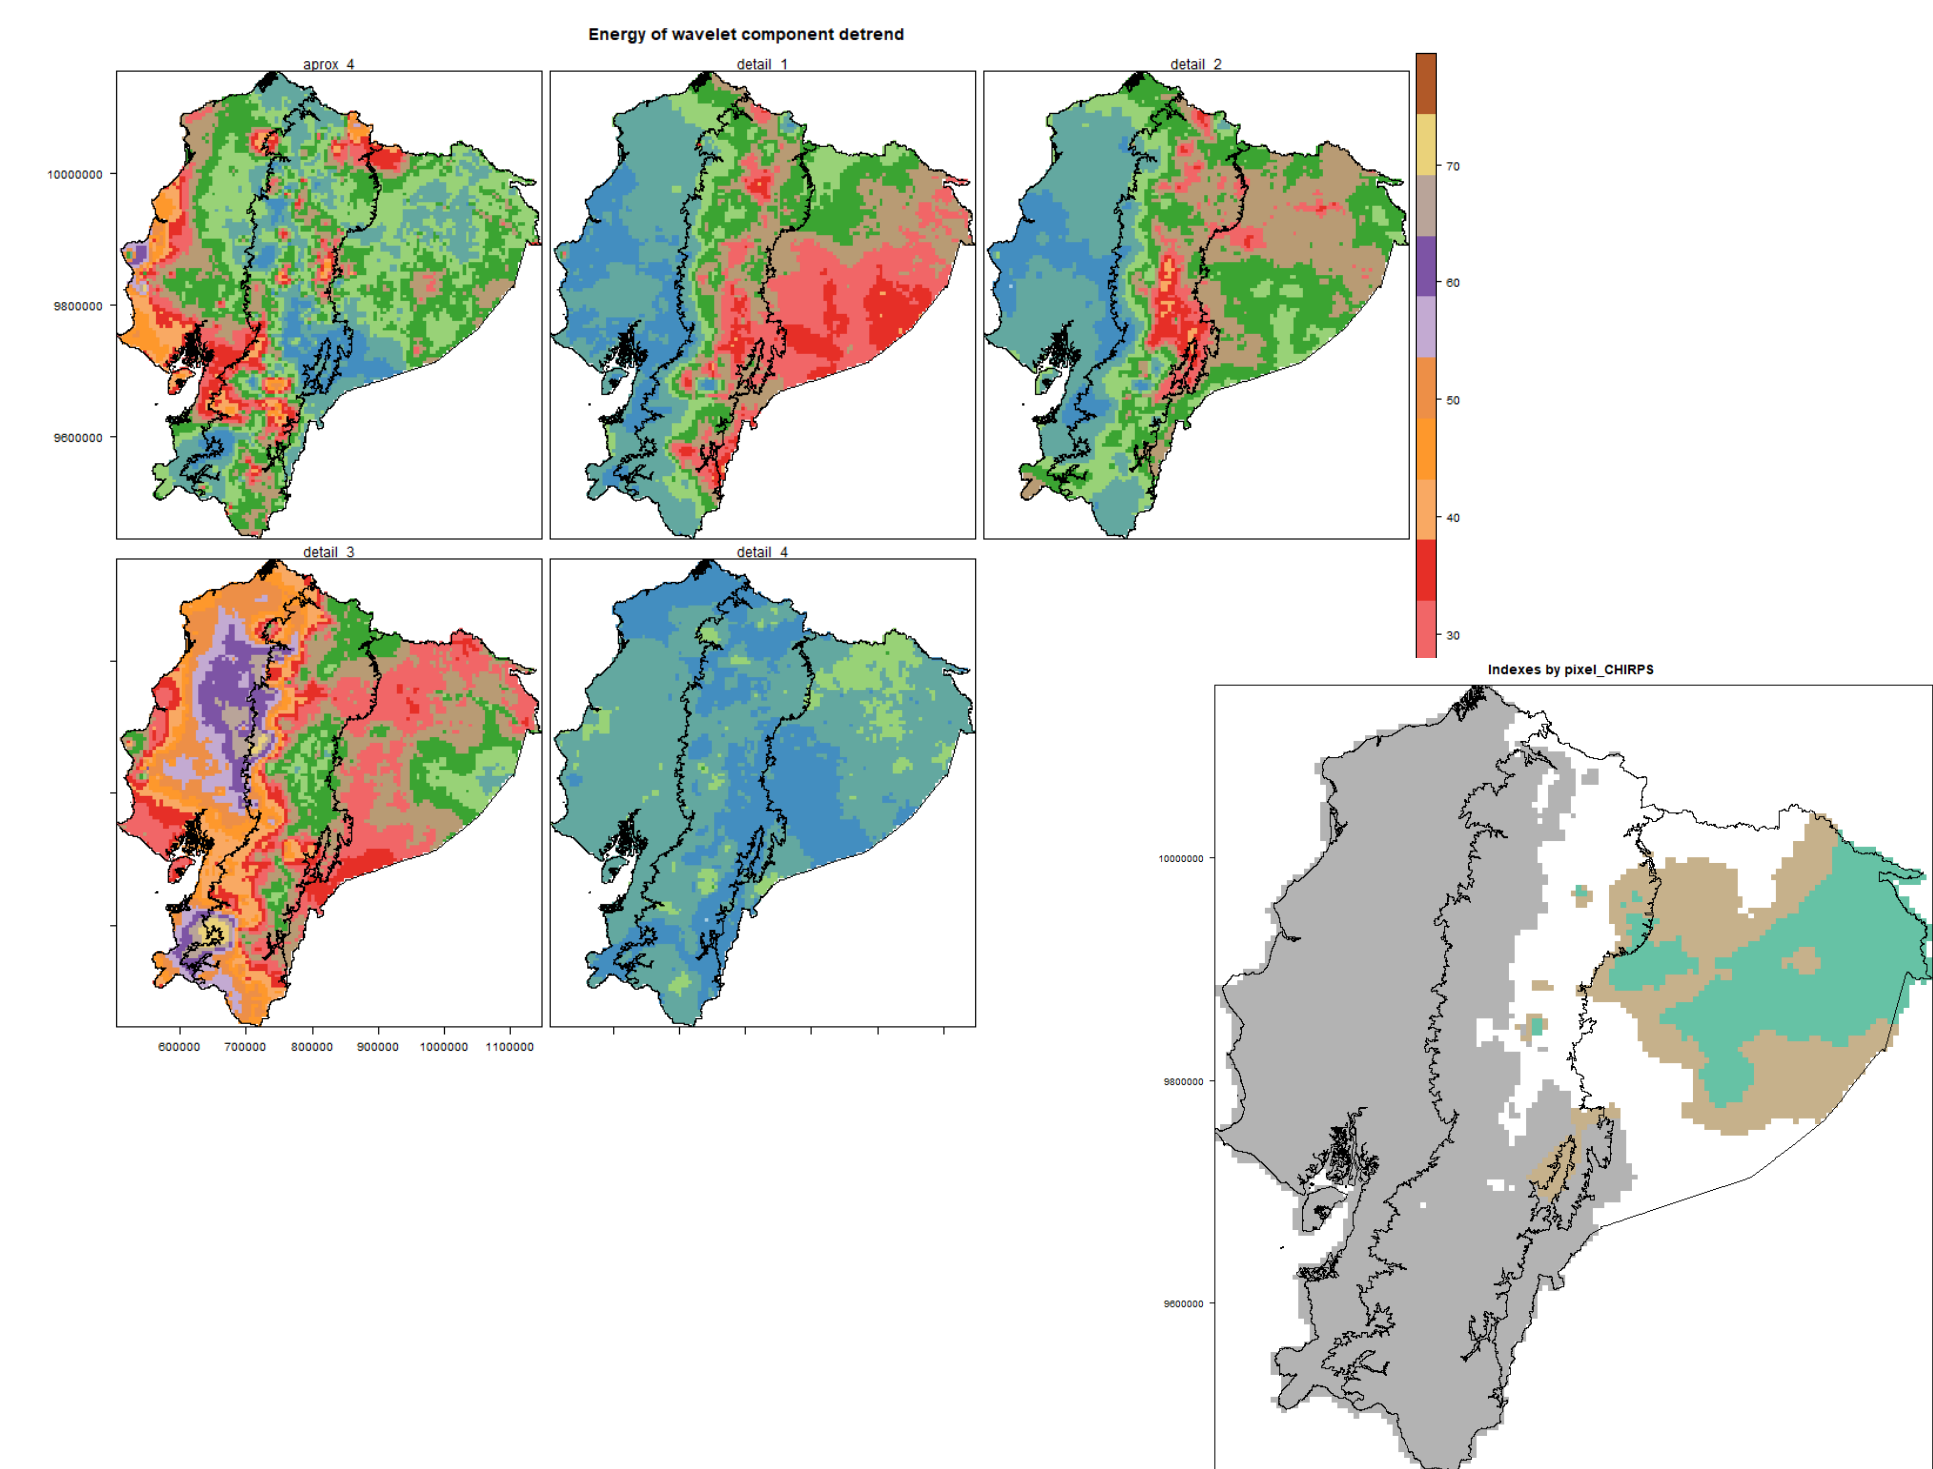 Energy of wavelet component detrend
aprox_4
detail_1
detail_2
10000000
9800000
9600000
70
60
50
40
30
detail_3
detail_4
600000 700000 800000 900000 1000000 1100000
Indexes by pixel_CHIRPS
10000000
9800000
9600000